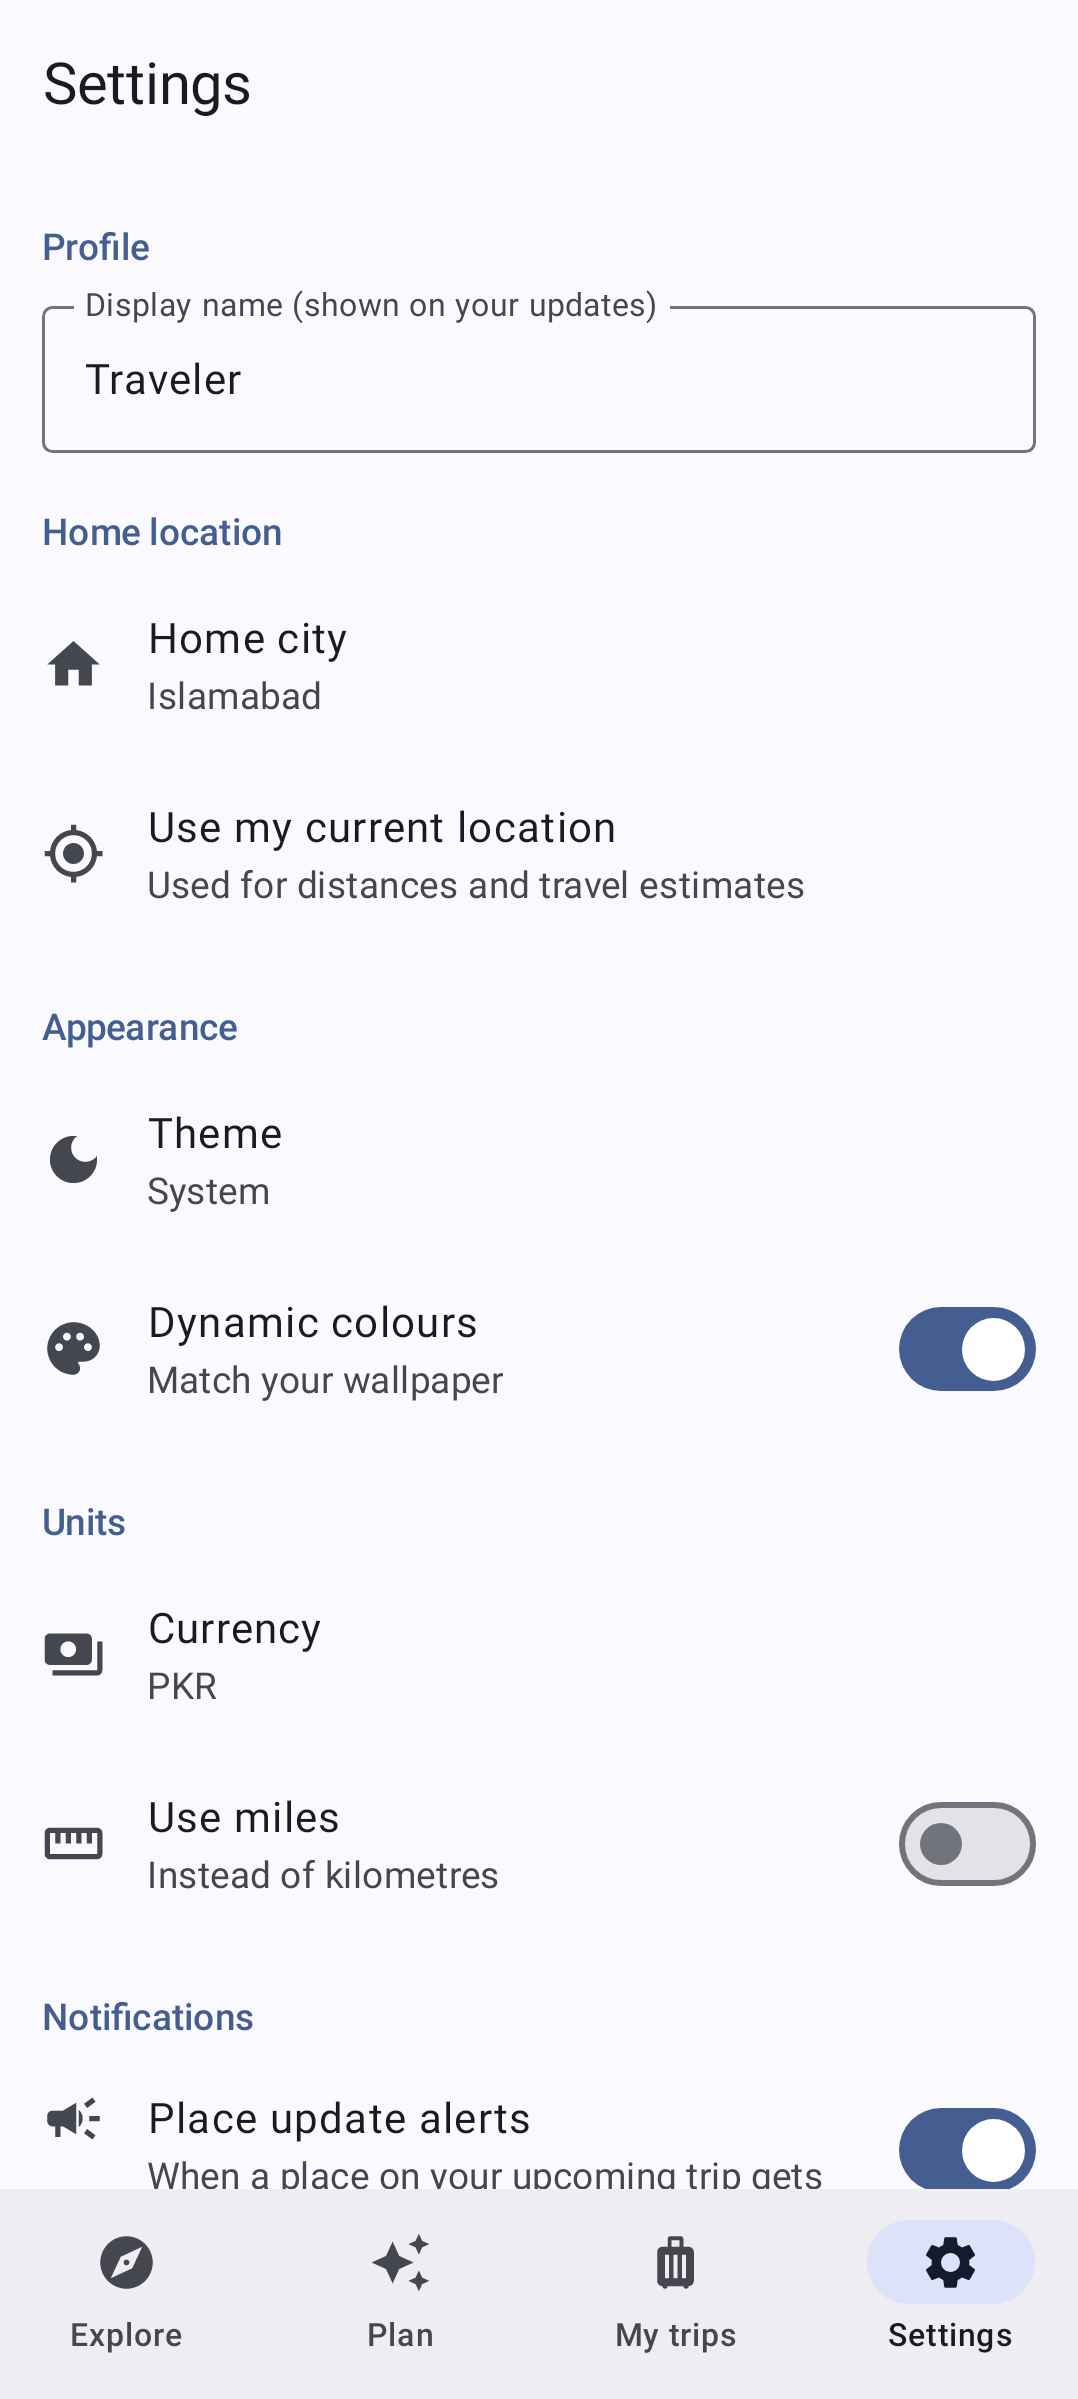 Settings
Profile
Display name (shown on your updates)
Traveler
Home location
Home city
Islamabad
Use my current location
Used for distances and travel estimates
Appearance
Theme
System
Dynamic colours
Match your wallpaper
Units
Currency
PKR
Use miles
Instead of kilometres
Notifications
Place update alerts
When a place on your upcoming trip gets
Explore
Plan
My trips
Settings